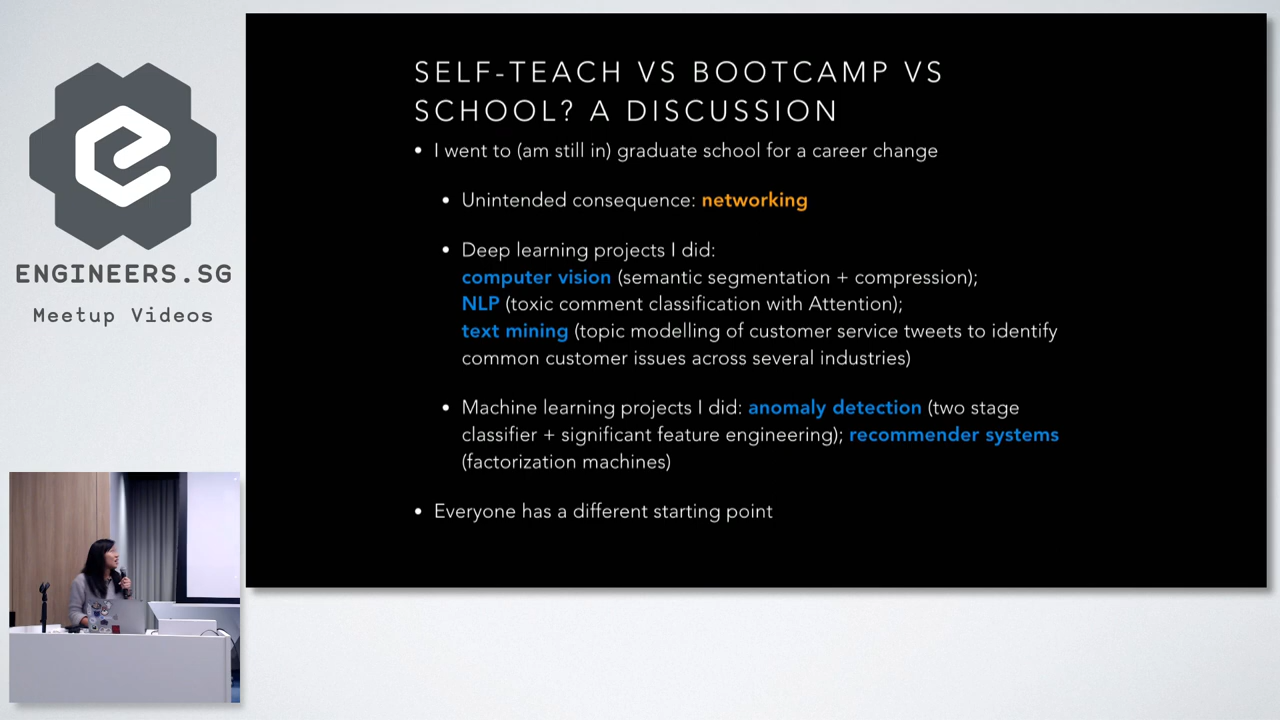 ENGINEERS.SG
Meetup Videos
SELF-TEACH VS BOOTCAMP VS
SCHOOL? A DISCUSSION
• I went to (am still in) graduate school for a career change
• Unintended consequence: networking
• Deep learning projects I did:
computer vision (semantic segmentation + compression);
NLP (toxic comment classification with Attention);
text mining (topic modelling of customer service tweets to identify
common customer issues across several industries)
• Machine learning projects I did: anomaly detection (two stage
classifier + significant feature engineering); recommender systems
(factorization machines)
• Everyone has a different starting point